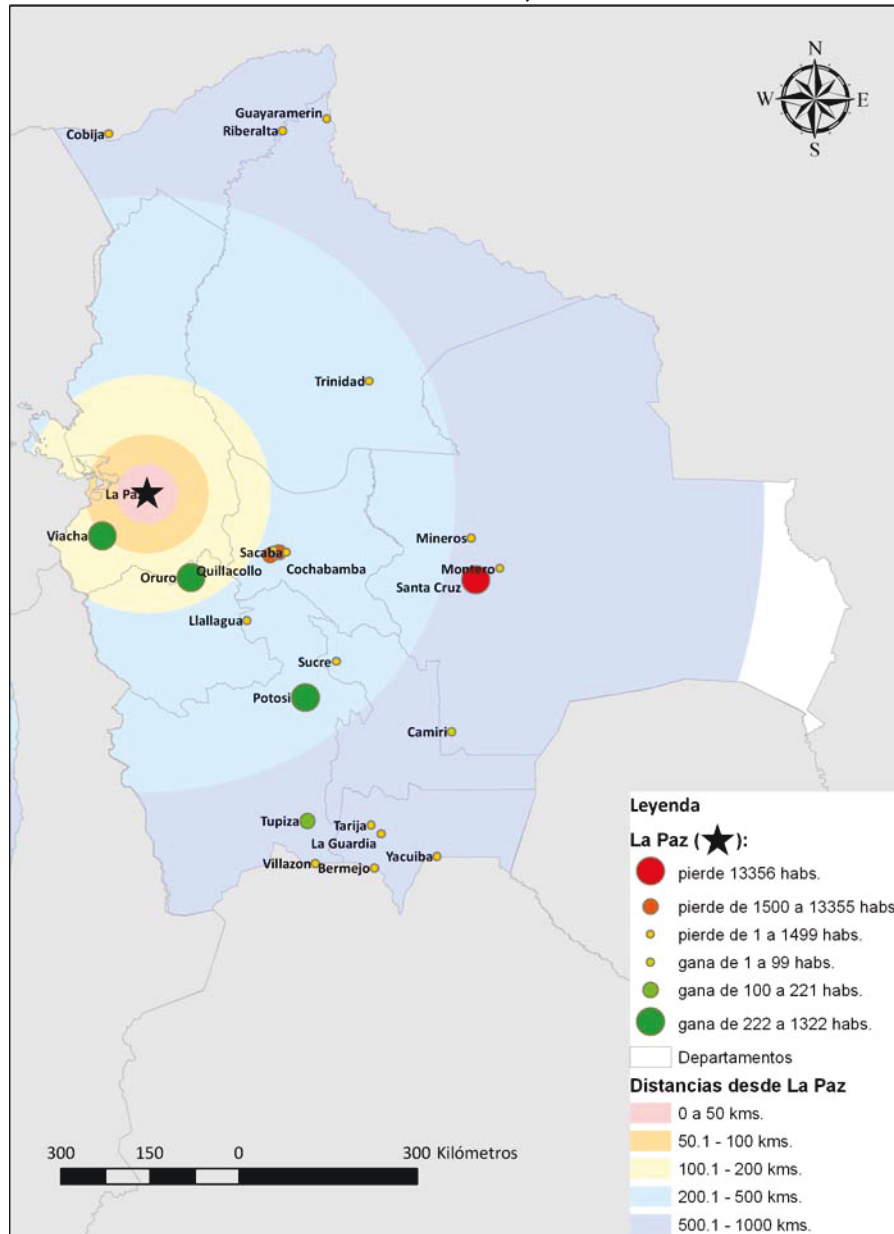 N
W
E
S
Guayaramerin
Cobija
Riberalta
Trinidad
La Paz
Viacha
Mineros
Sacaba
Oruro
Quillacollo
Cochabamba
Montero
Santa Cruz
Llallagua
Sucre
Potosi
Camiri
Tupiza
Tarija
La Guardia
Yacuiba
Villazon
Bermejo
Leyenda
La Paz (★):
pierde 13356 habs.
pierde de 1500 a 13355 habs
pierde de 1 a 1499 habs.
gana de 1 a 99 habs.
gana de 100 a 221 habs.
gana de 222 a 1322 habs.
Departamentos
Distancias desde La Paz
0 a 50 kms.
50.1 - 100 kms.
100.1 - 200 kms.
200.1 - 500 kms.
500.1 - 1000 kms.
300 150 0 300 Kilómetros